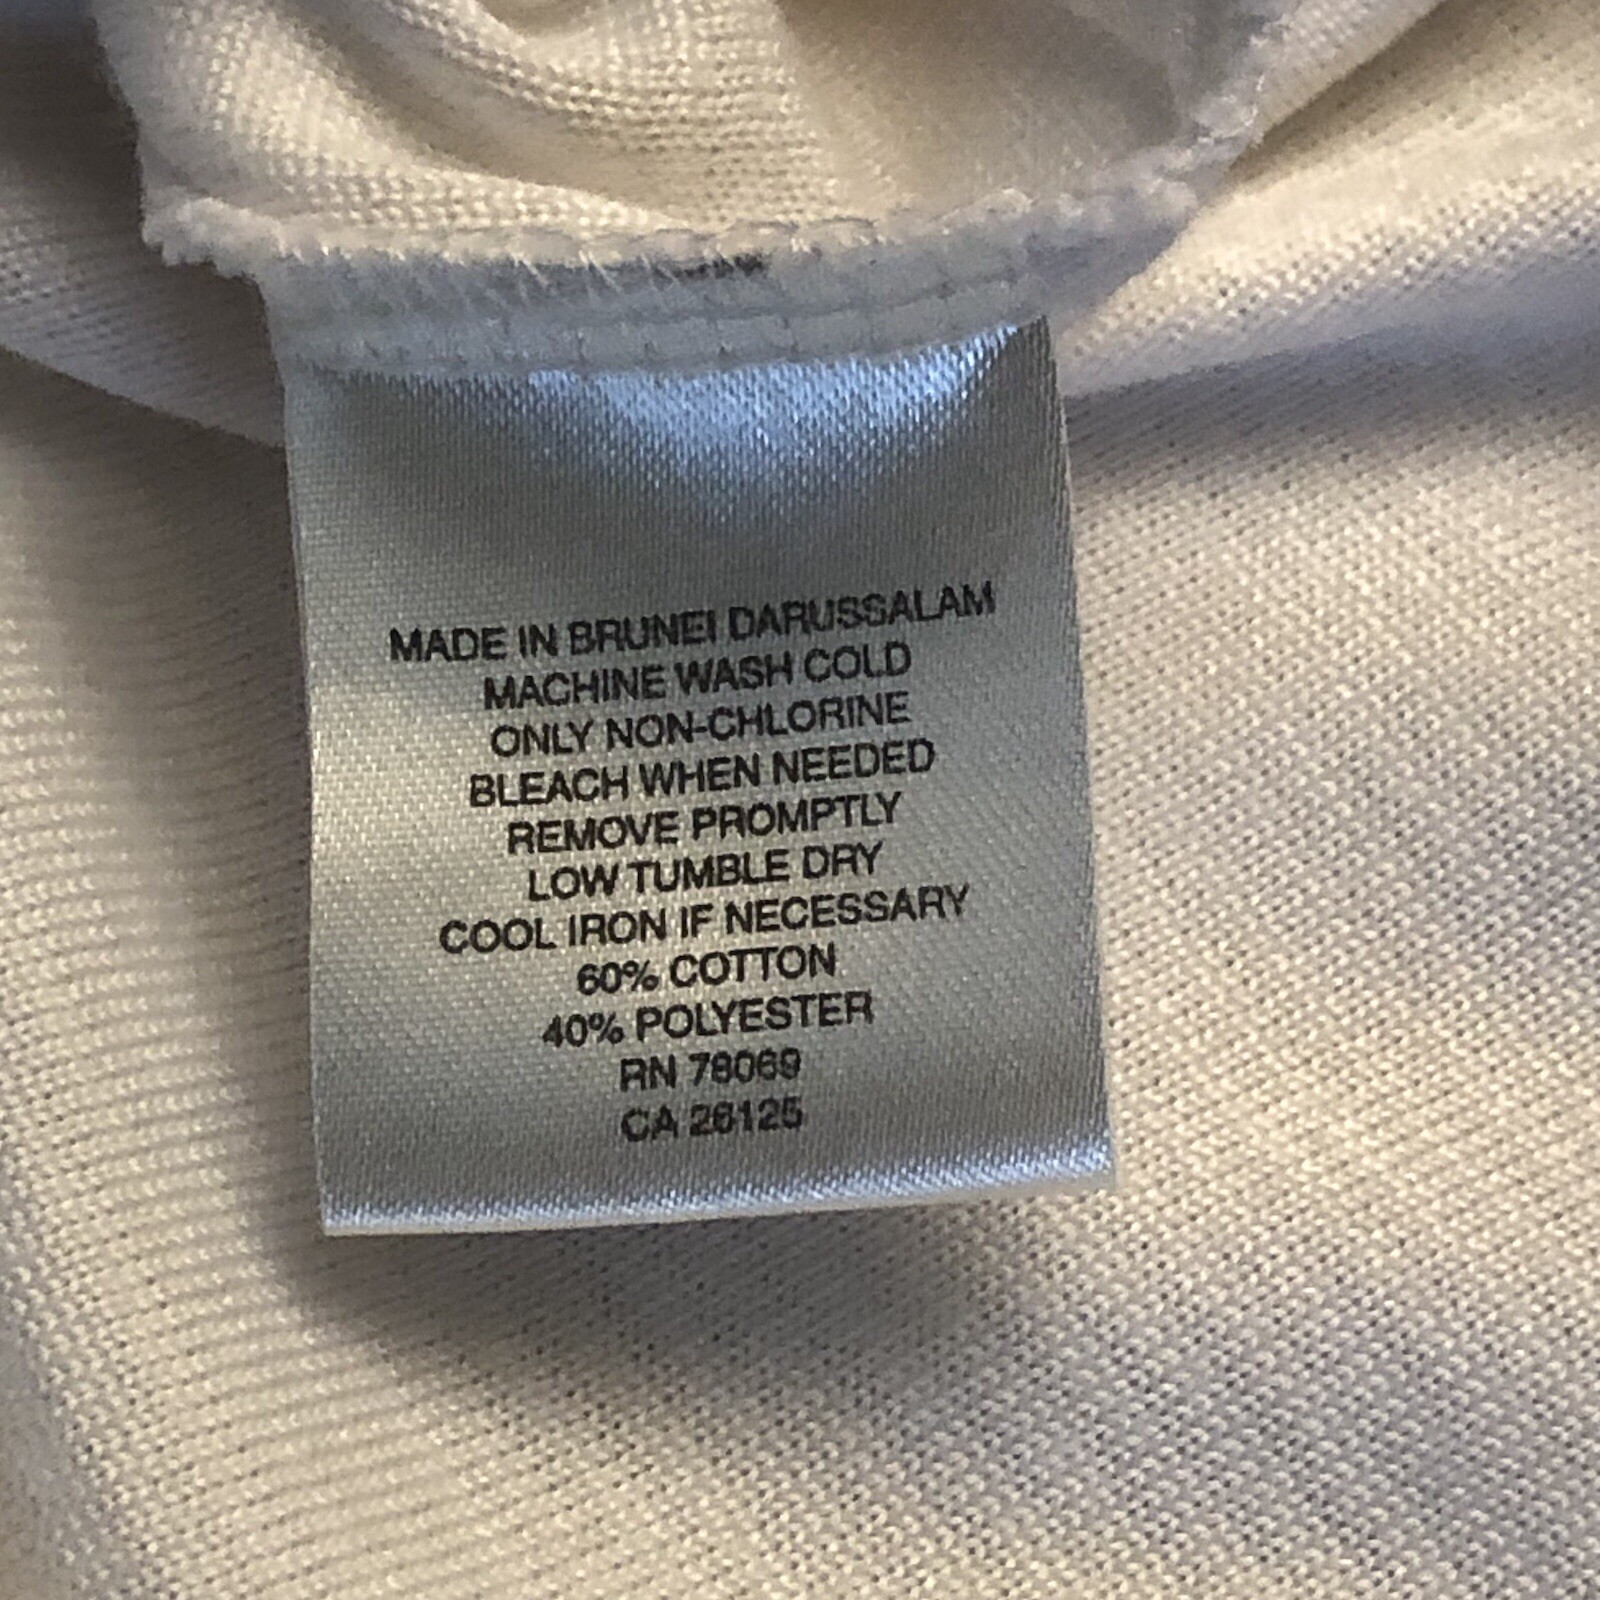 MADE IN BRUNEI DARUSSALAM
MACHINE WASH COLD
ONLY NON-CHLORINE
BLEACH WHEN NEEDED
REMOVE PROMPTLY
LOW TUMBLE DRY
COOL IRON IF NECESSARY
60% COTTON
40% POLYESTER
RN 78069
CA 26125